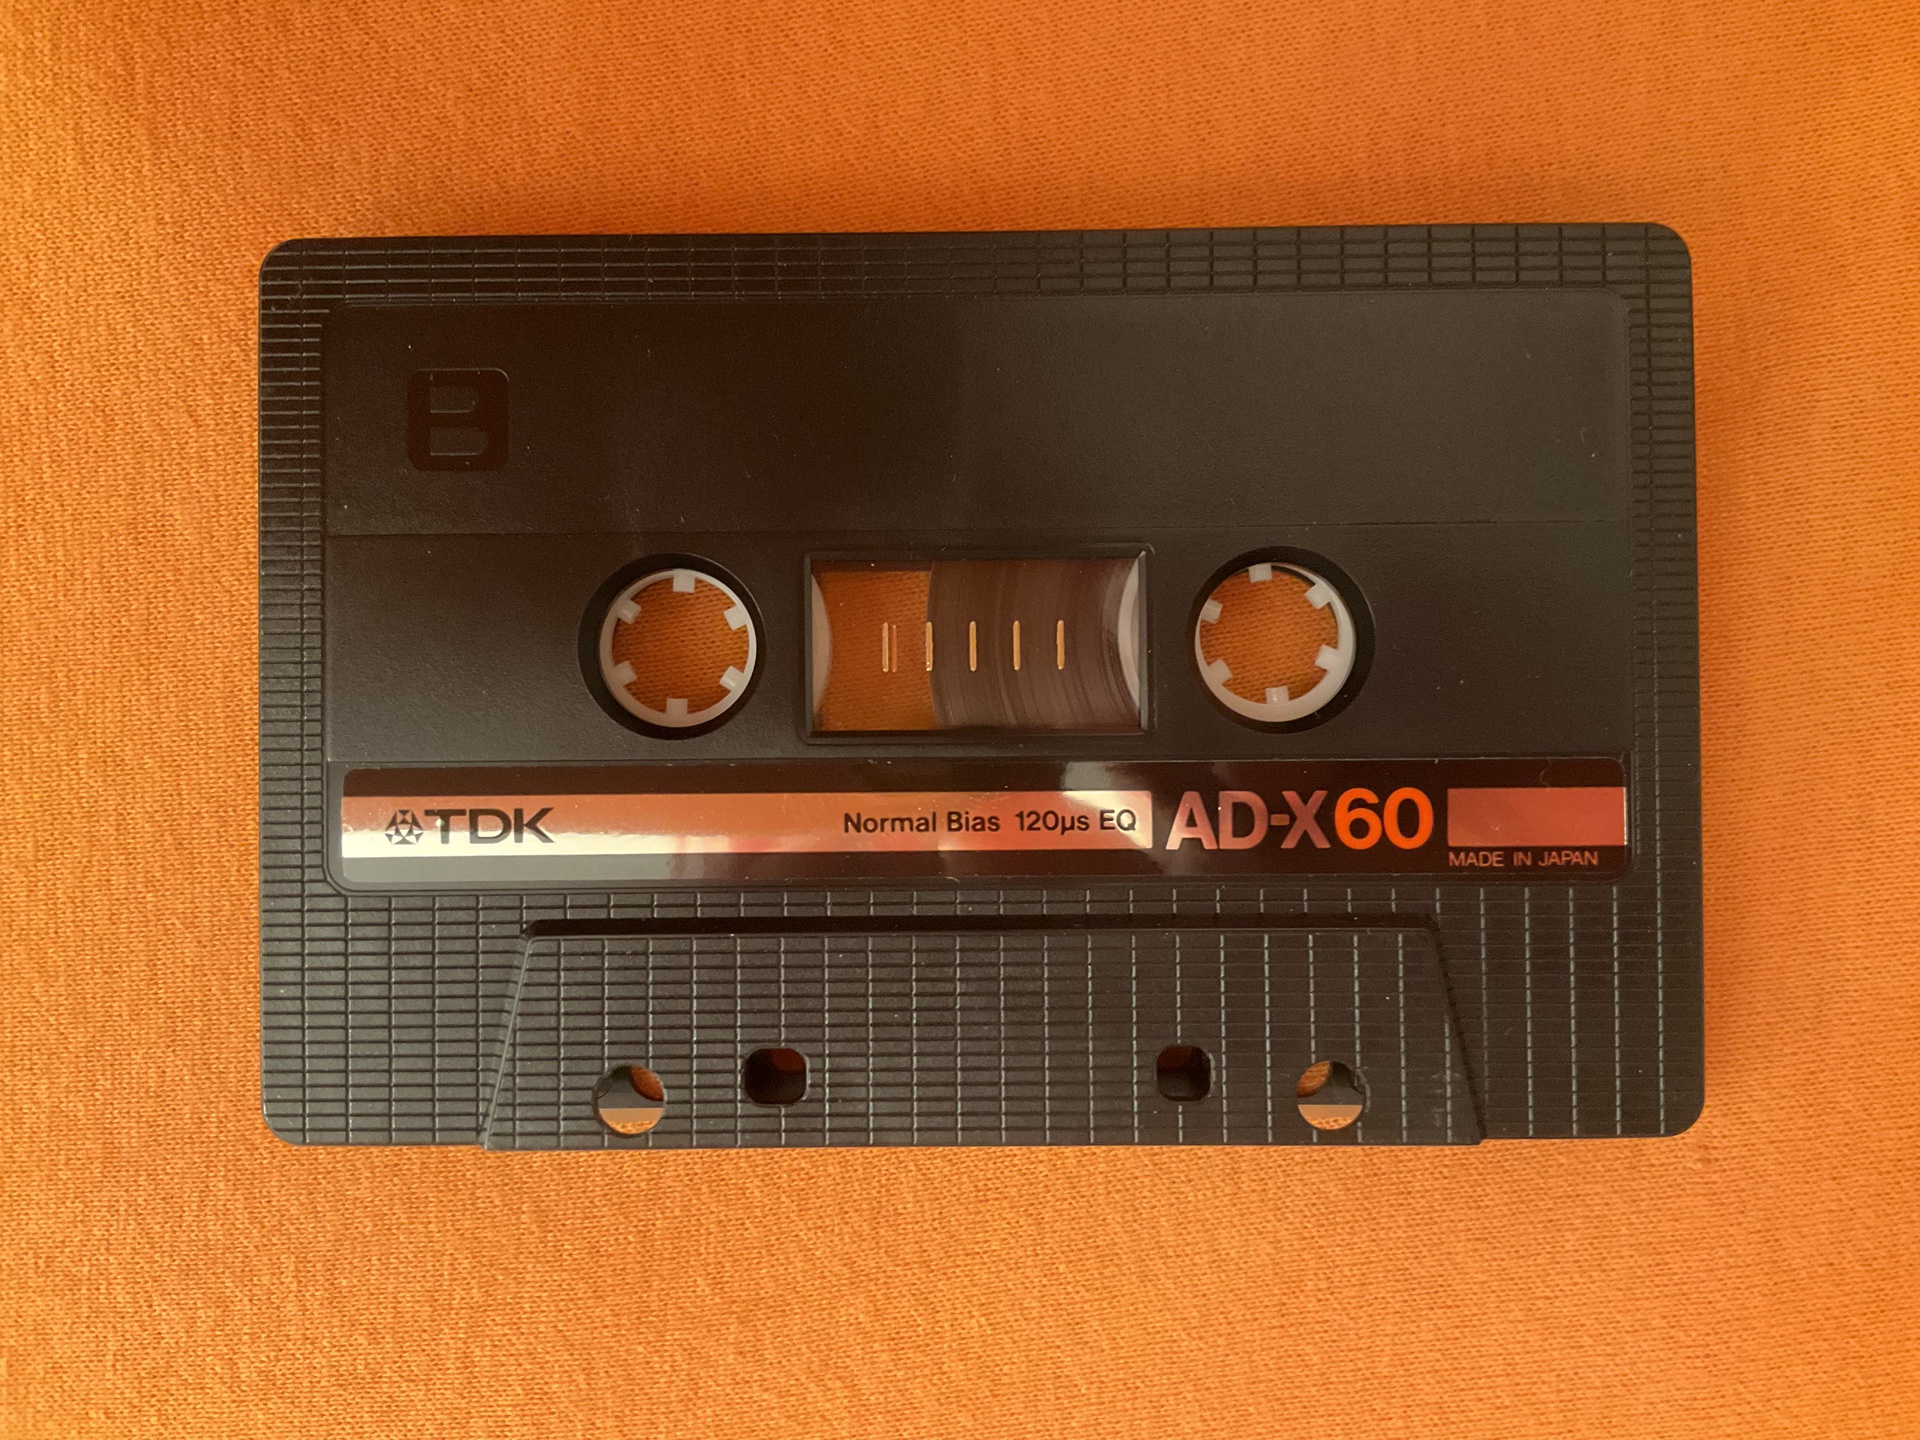 B
TDK Normal Bias 120µs EQ AD-X60
MADE IN JAPAN